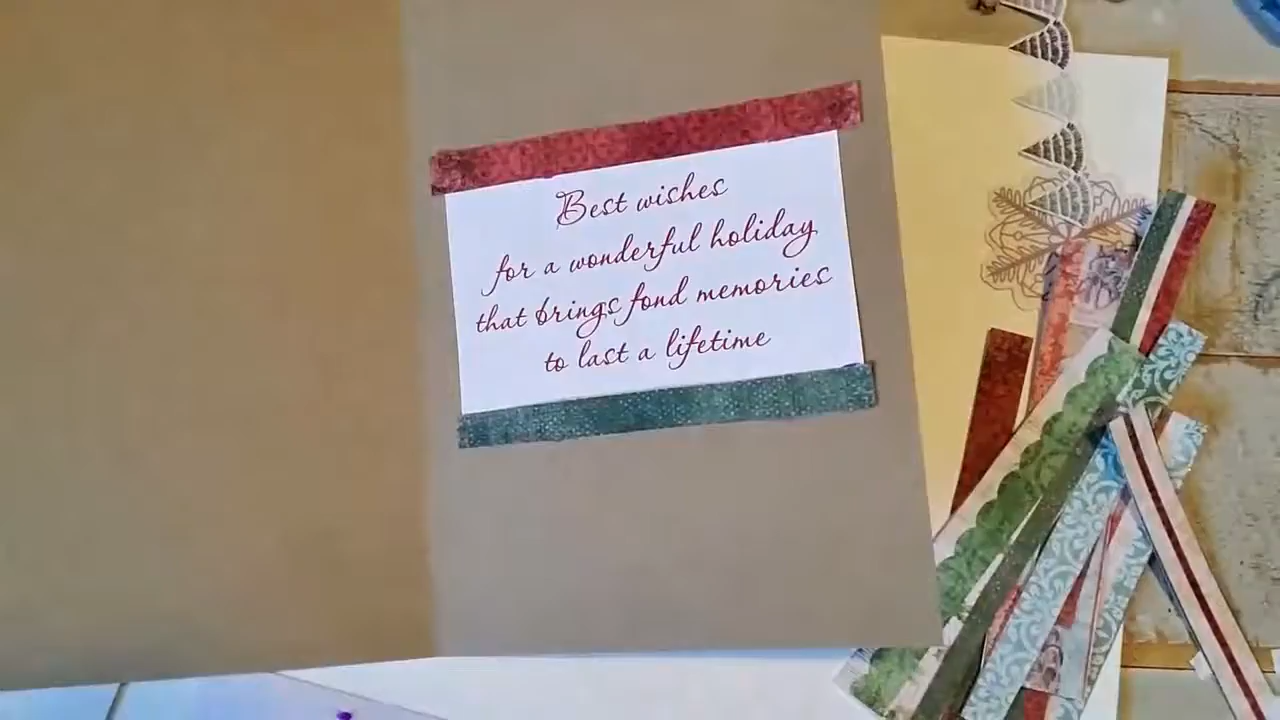 Best wishes
for a wonderful holiday
that brings fond memories
to last a lifetime